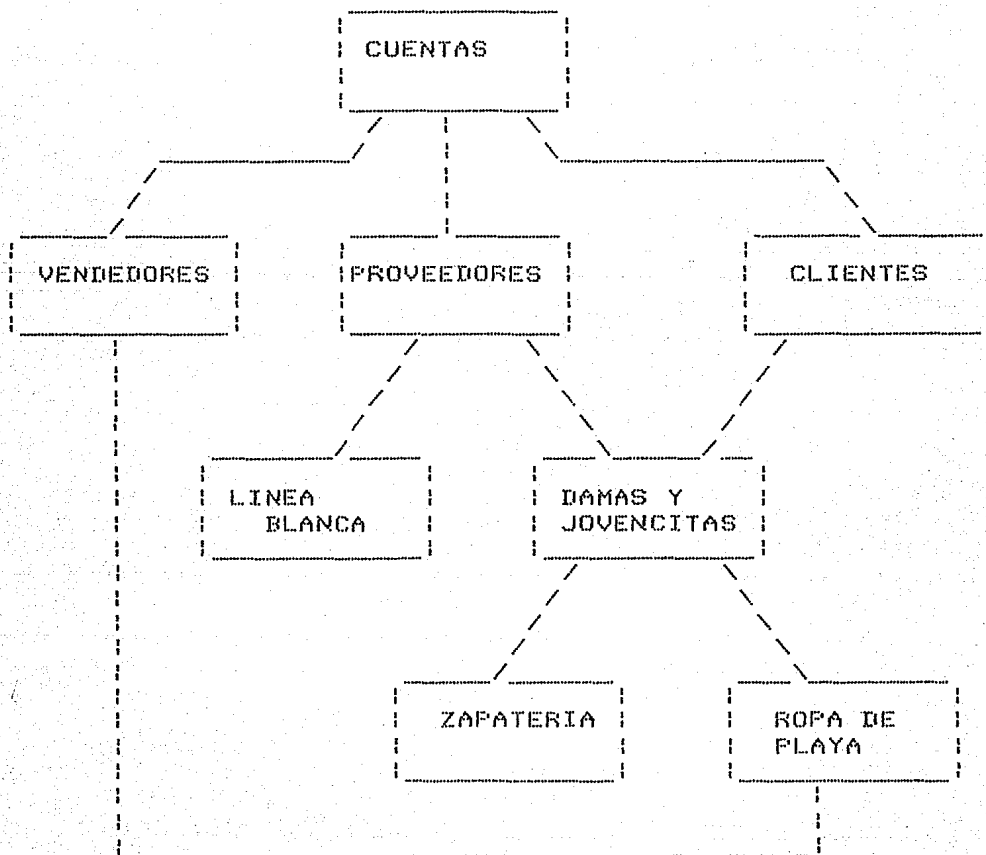 CUENTAS
VENDEDORES
PROVEEDORES
CLIENTES
LINEA
BLANCA
DAMAS Y
JOVENCITAS
ZAPATERIA
ROPA DE
PLAYA